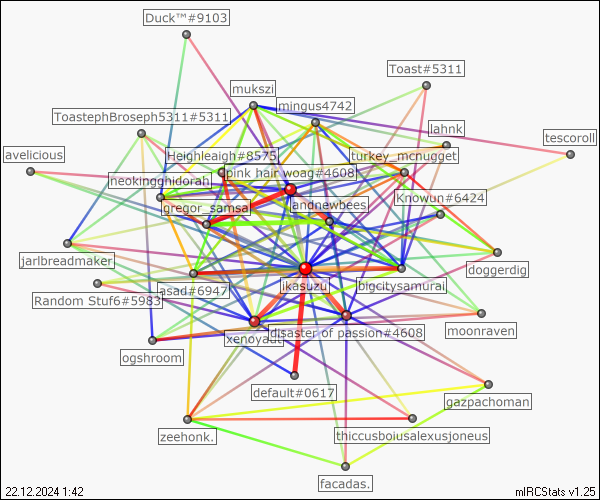 Duck™#9103
Toast#5311
mukszi
mingus4742
ToastephBroseph5311#5311
lahnk
tescoroll
avelicious
Heighleaigh#8575
turkey_mcnugget
pink hair woag#4608
heokingghidorah
Knowun#6424
gregor_samsa
andnewbees
jarlbreadmaker
doggerdig
asad#6947
ikasuzu
bigcitysamurai
Random Stuf6#5983
xenoyad
disaster of passion#4608
moonraven
ogshroom
default#0617
gazpachoman
zeehonk.
thiccusboiusalexusjoneus
facadas.
22.12.2024 1:42
mIRCStats v1.25